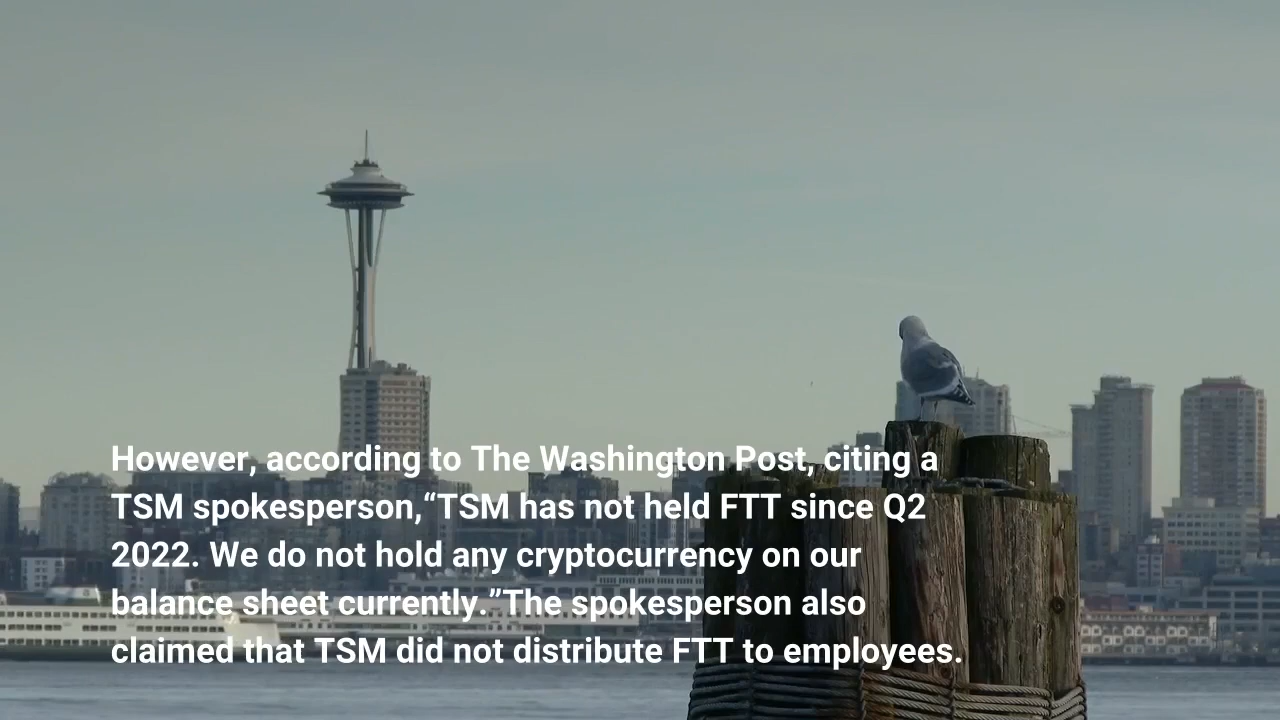 However, according to The Washington Post, citing a
TSM spokesperson,“TSM has not held FTT since Q2
2022. We do not hold any cryptocurrency on our
balance sheet currently.”The spokesperson also
claimed that TSM did not distribute FTT to employees.